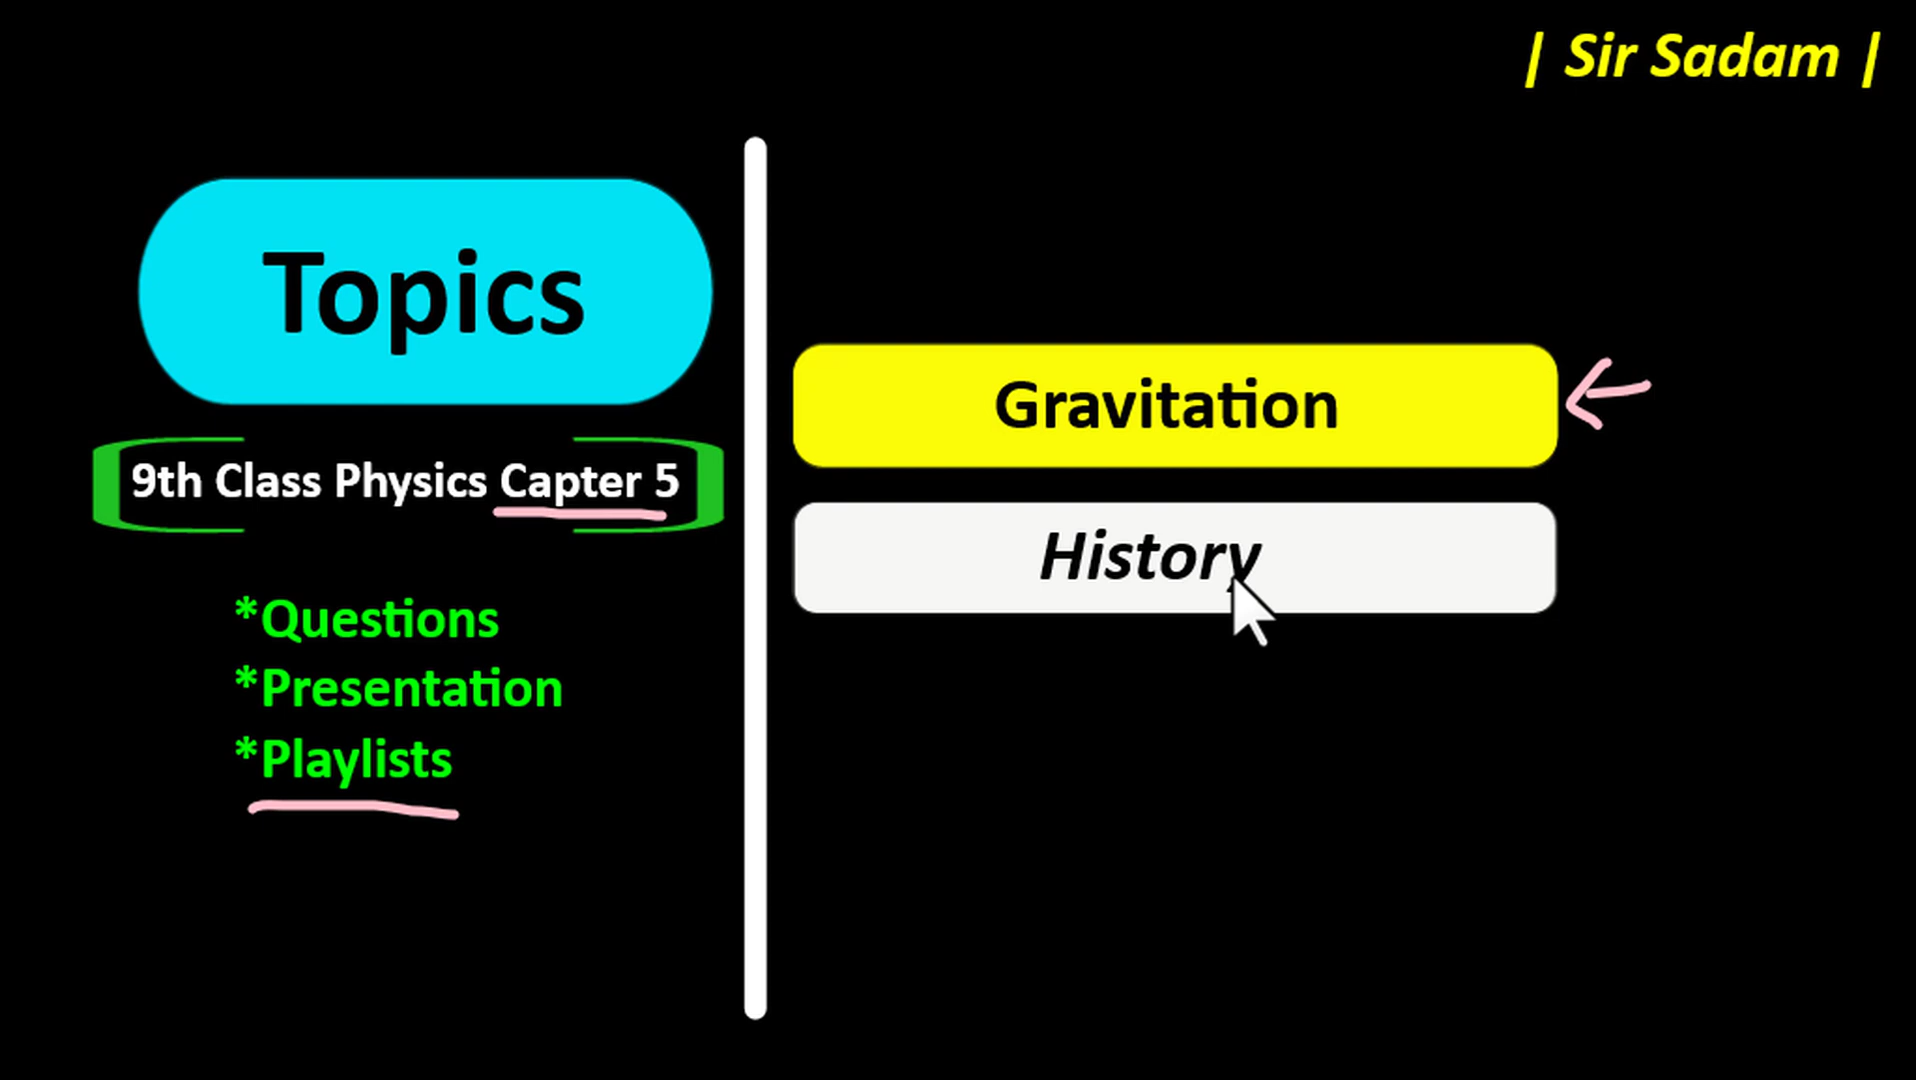 | Sir Sadam |
Topics
9th Class Physics Capter 5
*Questions
*Presentation
*Playlists
Gravitation
History